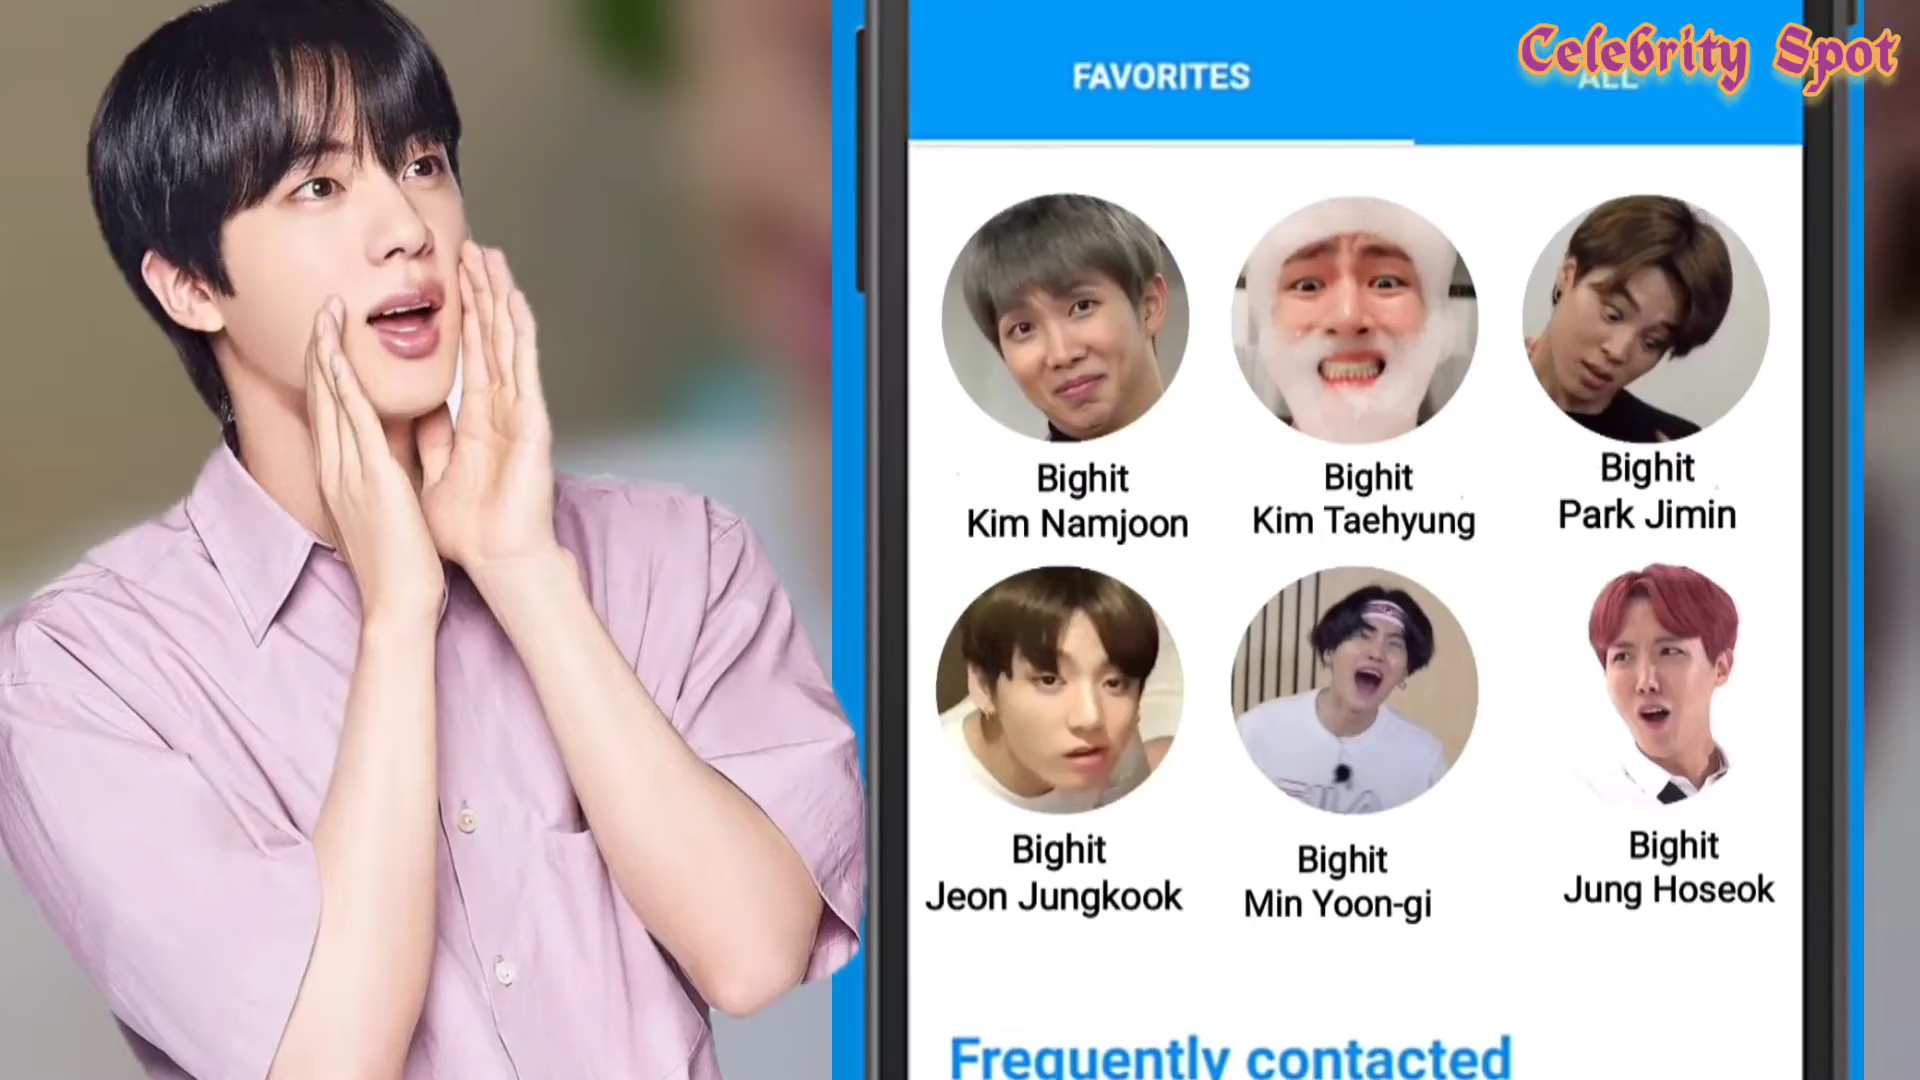 Celebrity Spot
FAVORITES
ALL
Bighit
Kim Namjoon
Bighit
Kim Taehyung
Bighit
Park Jimin
Bighit
Jeon Jungkook
Bighit
Min Yoon-gi
Bighit
Jung Hoseok
Frequently contacted